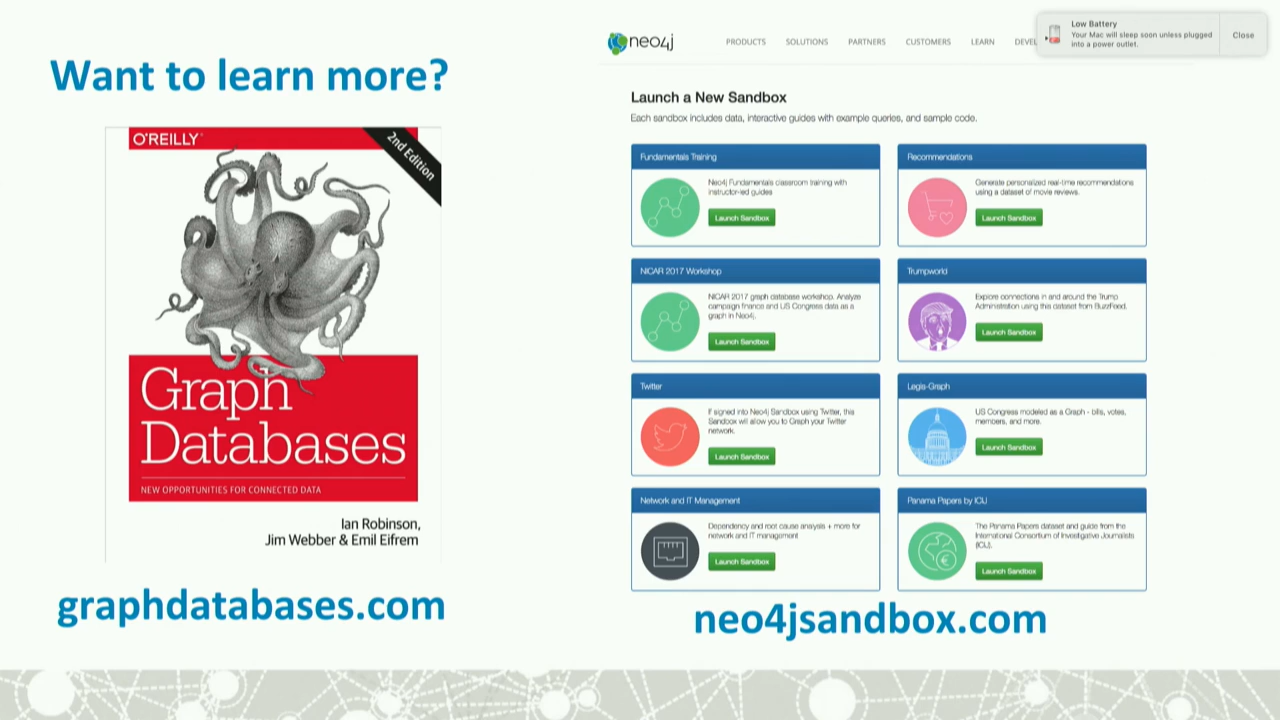 Want to learn more?
O'REILLY
2nd Edition
Graph
Databases
NEW OPPORTUNITIES FOR CONNECTED DATA
Ian Robinson,
Jim Webber & Emil Eifrem
graphdatabases.com
neo4j
PRODUCTS
SOLUTIONS
PARTNERS
CUSTOMERS
LEARN
Low Battery
Your Mac will sleep soon unless plugged
into a power outlet.
Close
Launch a New Sandbox
Each sandbox includes data, interactive guides with example queries, and sample code.
Fundamentals Training
Neo4j Fundamentals classroom training with
instructor-led guides
Launch Sandbox
Recommendations
Generate personalized real-time recommendations
using a dataset of movie reviews.
Launch Sandbox
NICAR 2017 Workshop
NICAR 2017 graph database workshop. Analyze
campaign finance and US Congress data as a
graph in Neo4j.
Launch Sandbox
Trumpworld
Explore connections in and around the Trump
Administration using this dataset from BuzzFeed.
Launch Sandbox
Twitter
If signed into Neo4j Sandbox using Twitter, this
Sandbox will allow you to Graph your Twitter
network.
Launch Sandbox
Legis-Graph
US Congress modeled as a Graph - bills, votes,
members, and more.
Launch Sandbox
Network and IT Management
Dependency and root cause analysis + more for
network and IT management
Launch Sandbox
Panama Papers by ICIJ
The Panama Papers dataset and guide from the
International Consortium of Investigative Journalists
(ICIJ).
Launch Sandbox
neo4jsandbox.com